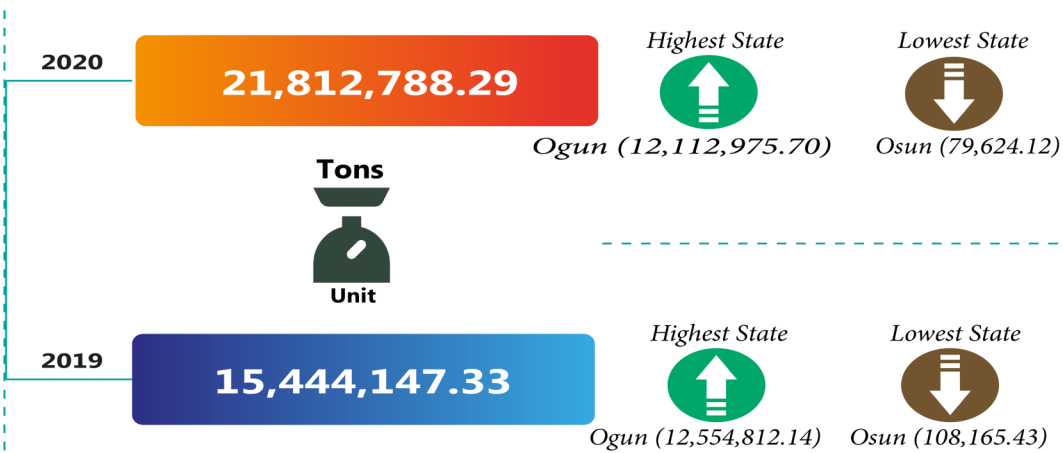 2020
21,812,788.29
Highest State
Ogun (12,112,975.70)
Lowest State
Osun (79,624.12)
Tons
Unit
2019
15,444,147.33
Highest State
Ogun (12,554,812.14)
Lowest State
Osun (108,165.43)